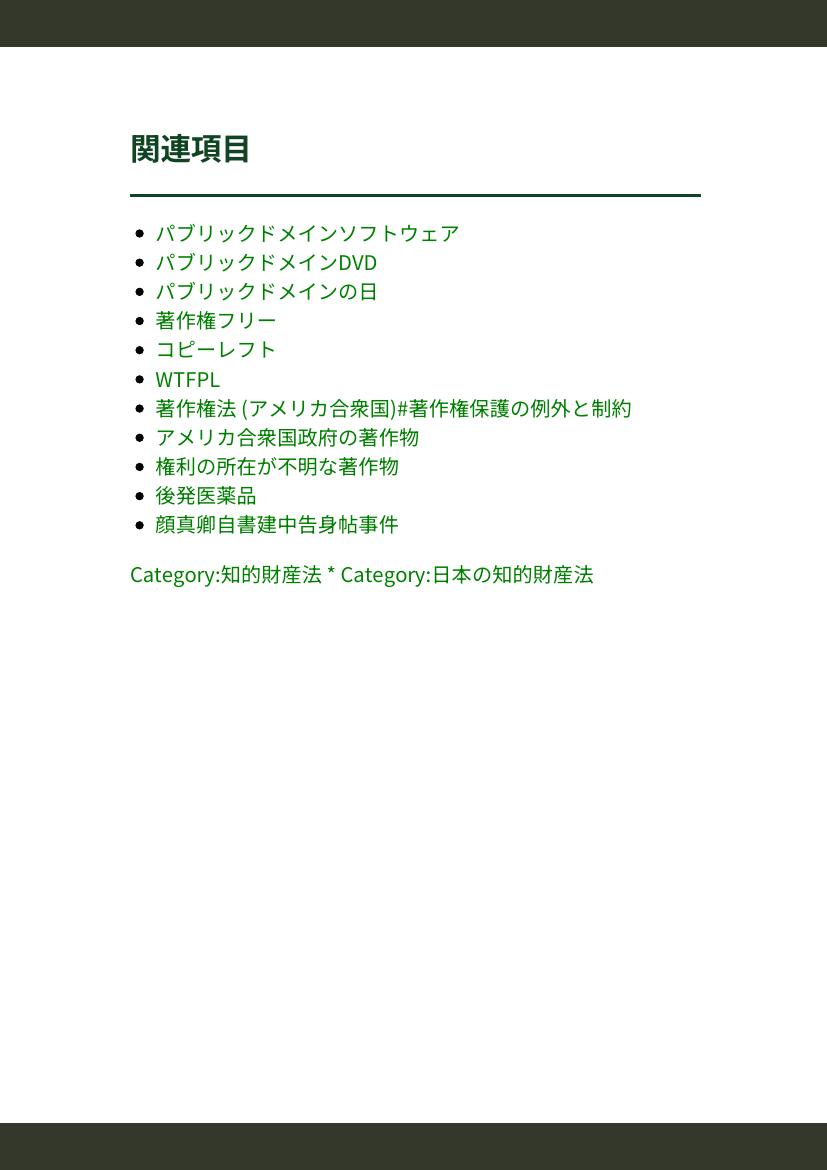 関連項目
パブリックドメインソフトウェア
パブリックドメインDVD
パブリックドメインの日
著作権フリー
コピーレフト
WTFPL
著作権法 (アメリカ合衆国)#著作権保護の例外と制約
アメリカ合衆国政府の著作物
権利の所在が不明な著作物
後発医薬品
顔真卿自書建中告身帖事件
Category:知的財産法 * Category:日本の知的財産法